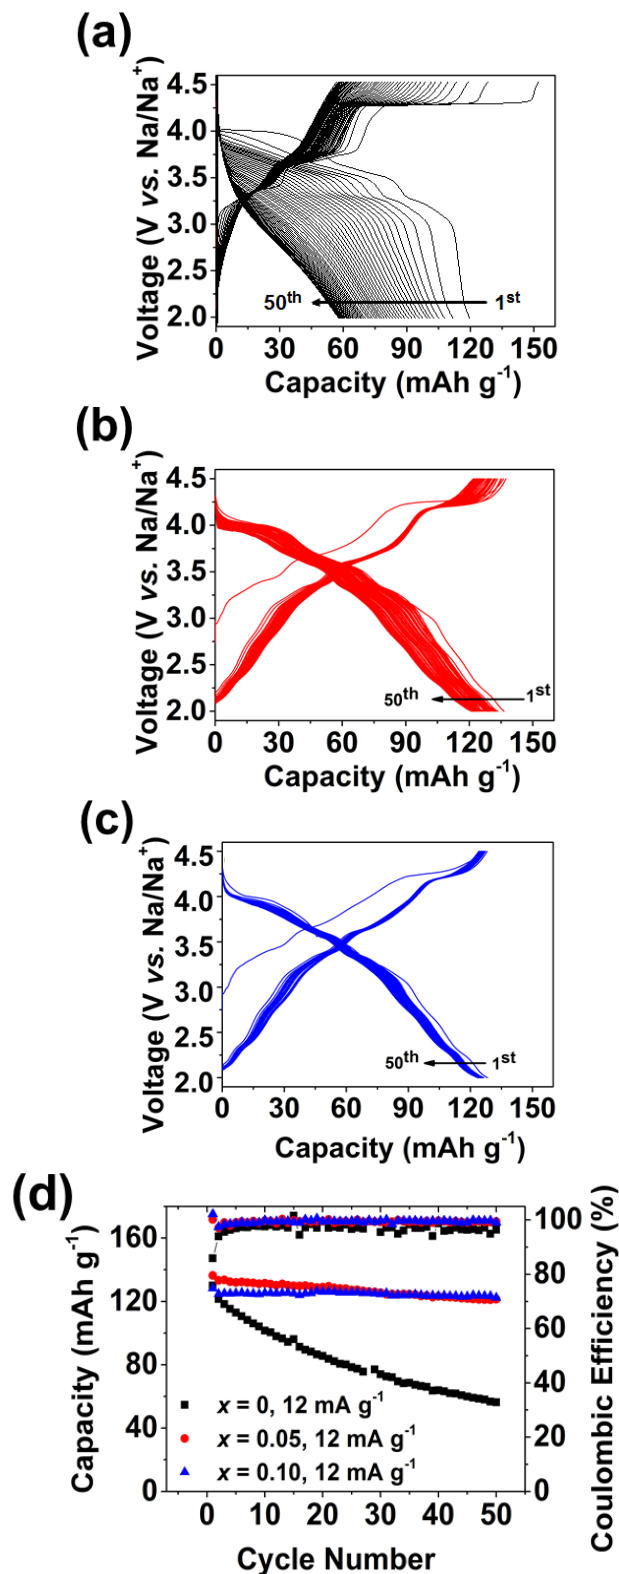 (a)
4.5
4.0
3.5
3.0
2.5
2.0
Voltage (V vs. Na/Na⁺)
50ᵗʰ
1ˢᵗ
0 30 60 90 120 150
Capacity (mAh g⁻¹)
(b)
4.5
4.0
3.5
3.0
2.5
2.0
Voltage (V vs. Na/Na⁺)
50ᵗʰ
1ˢᵗ
0 30 60 90 120 150
Capacity (mAh g⁻¹)
(c)
4.5
4.0
3.5
3.0
2.5
2.0
Voltage (V vs. Na/Na⁺)
50ᵗʰ
1ˢᵗ
0 30 60 90 120 150
Capacity (mAh g⁻¹)
(d)
160
120
80
40
0
Capacity (mAh g⁻¹)
100
80
60
40
20
0
Coulombic Efficiency (%)
x = 0, 12 mA g⁻¹
x = 0.05, 12 mA g⁻¹
x = 0.10, 12 mA g⁻¹
0 10 20 30 40 50
Cycle Number